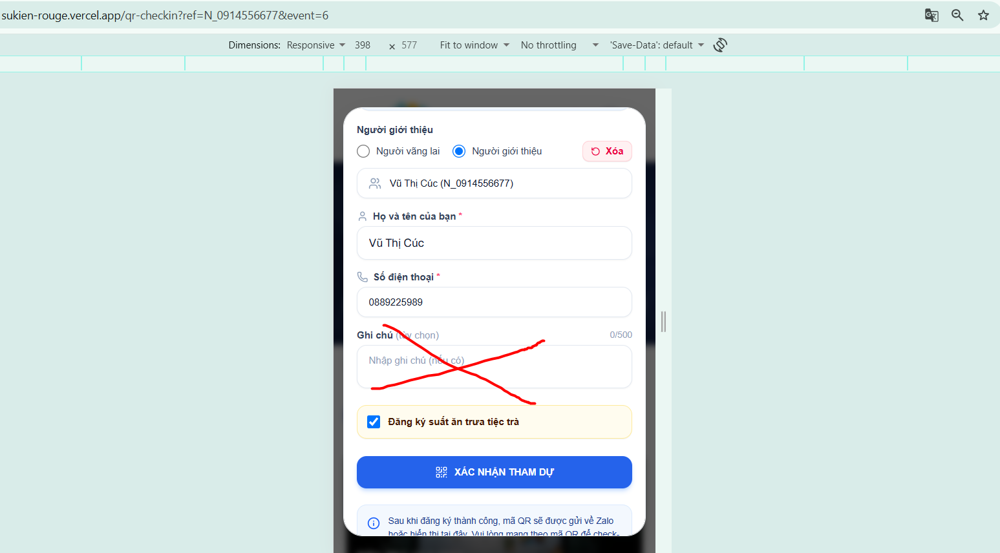 sukien-rouge.vercel.app/qr-checkin?ref=N_0914556677&event=6
Dimensions: Responsive 398 × 577 Fit to window No throttling 'Save-Data': default
Người giới thiệu
Người vãng lai Người giới thiệu Xóa
Vũ Thị Cúc (N_0914556677)
Họ và tên của bạn *
Vũ Thị Cúc
Số điện thoại *
0889225989
Ghi chú (tùy chọn) 0/500
Nhập ghi chú (nếu có)
Đăng ký suất ăn trưa tiệc trà
XÁC NHẬN THAM DỰ
Sau khi đăng ký thành công, mã QR sẽ được gửi về Zalo
hoặc hiển thị tại đây. Vui lòng mang theo mã QR để check-